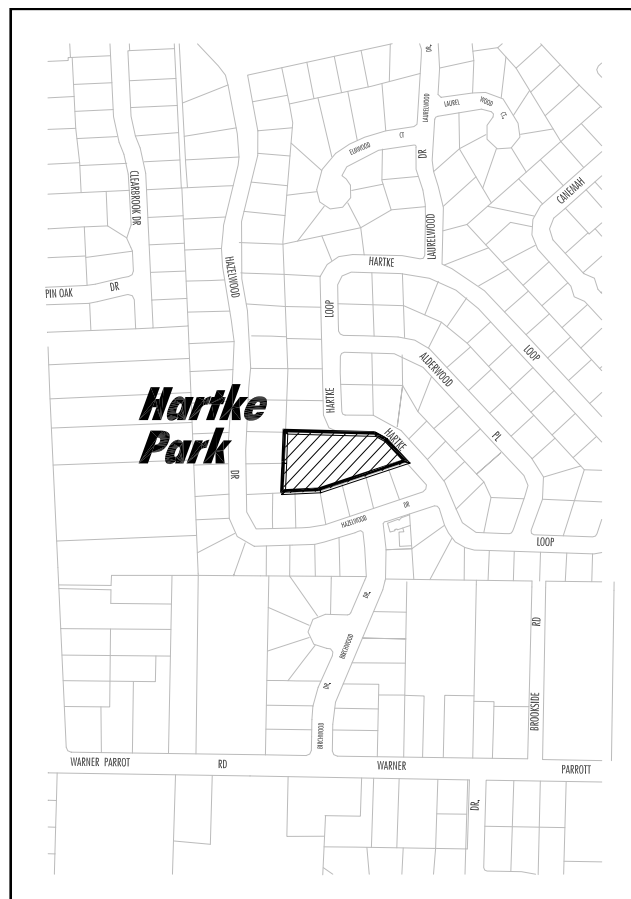 DR.
LAURELWOOD
LAUREL
WOOD
CT.
ELMWOOD
CT
DR
LAURELWOOD
CANEMAH
CLEARBROOK DR
HAZELWOOD
HARTKE
PIN OAK
DR
LOOP
LOOP
ALDERWOOD
HARTKE
Hartke
Park
HARTKE
PL
DR
HAZELWOOD
DR
LOOP
DR.
RD
BIRCHWOOD
DR.
BROOKSIDE
BIRCHWOOD
WARNER PARROT
RD
WARNER
PARROTT
DR.